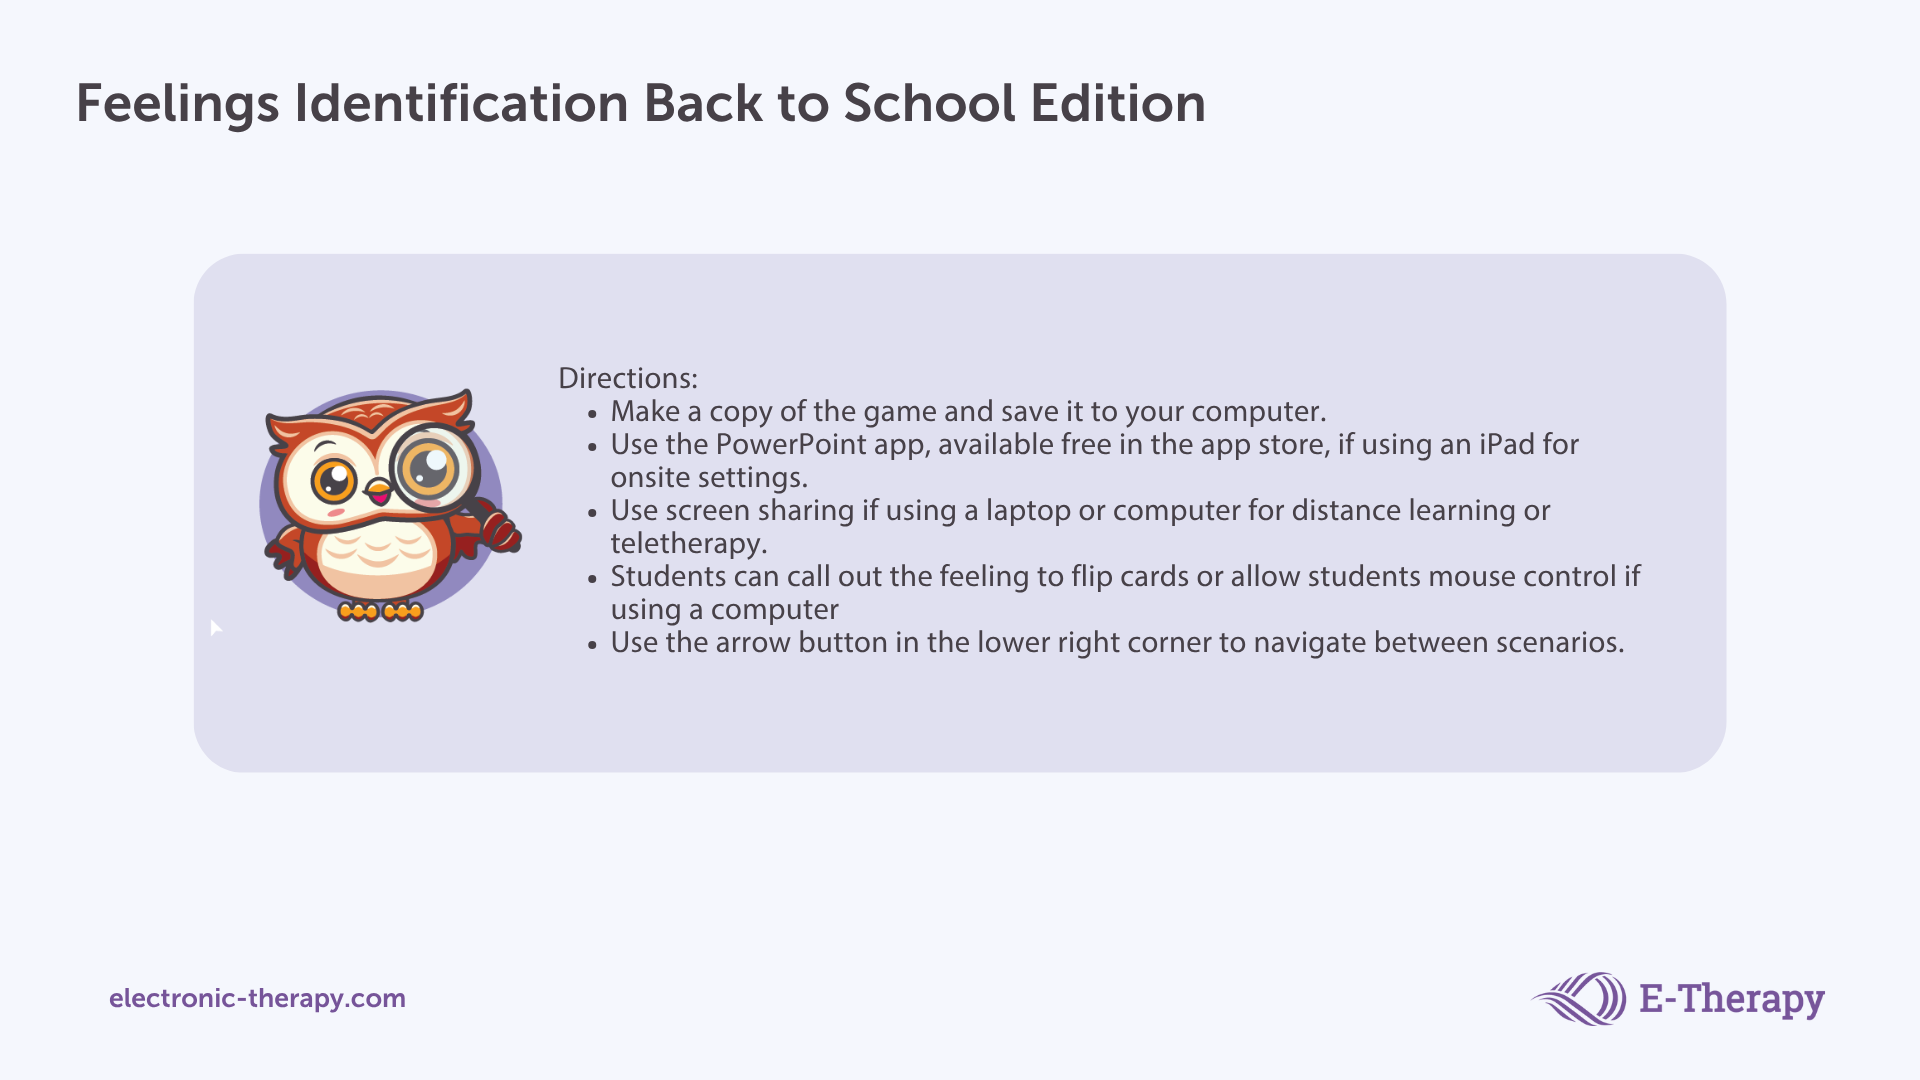 Feelings Identification Back to School Edition
Directions:
• Make a copy of the game and save it to your computer.
• Use the PowerPoint app, available free in the app store, if using an iPad for
onsite settings.
• Use screen sharing if using a laptop or computer for distance learning or
teletherapy.
• Students can call out the feeling to flip cards or allow students mouse control if
using a computer
• Use the arrow button in the lower right corner to navigate between scenarios.
electronic-therapy.com
E-Therapy